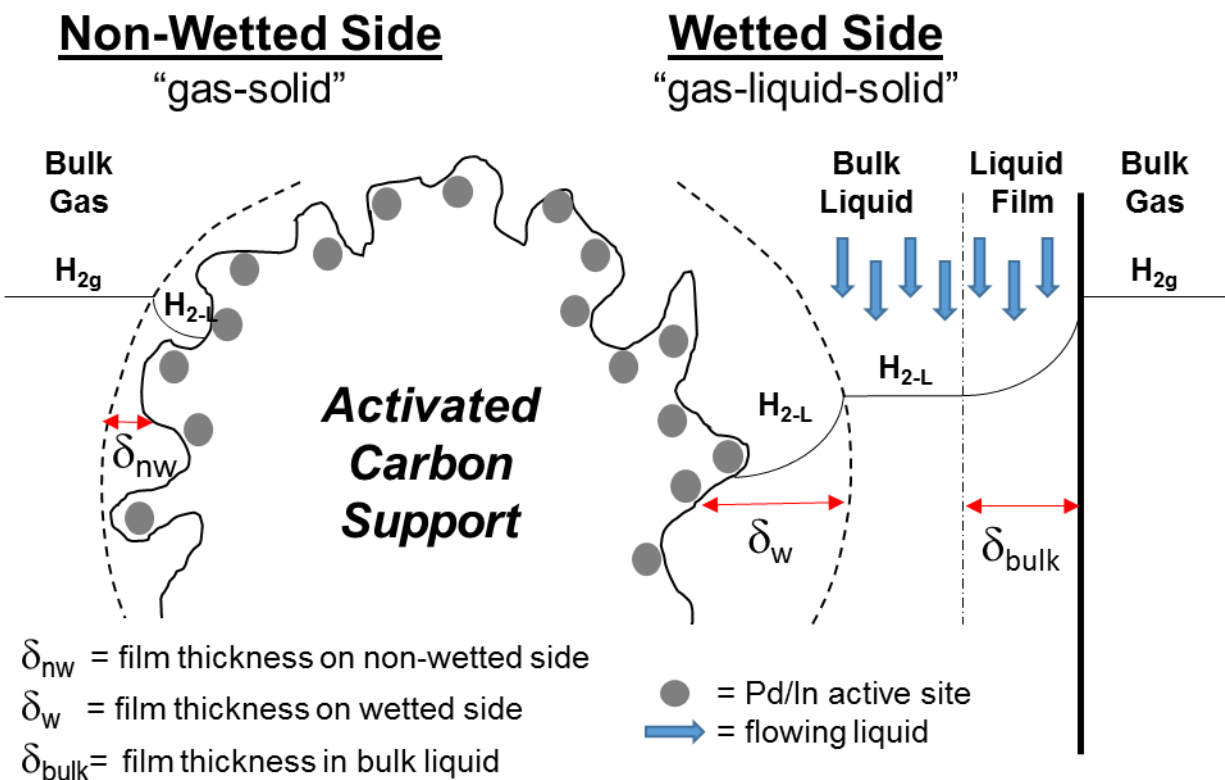 Non-Wetted Side
“gas-solid”
Wetted Side
“gas-liquid-solid”
Bulk
Gas
Bulk
Liquid
Liquid
Film
Bulk
Gas
H2g
H2-L
H2-L
H2-L
H2g
Activated
Carbon
Support
δnw
δw
δbulk
δnw = film thickness on non-wetted side
δw = film thickness on wetted side
δbulk= film thickness in bulk liquid
= Pd/In active site
= flowing liquid